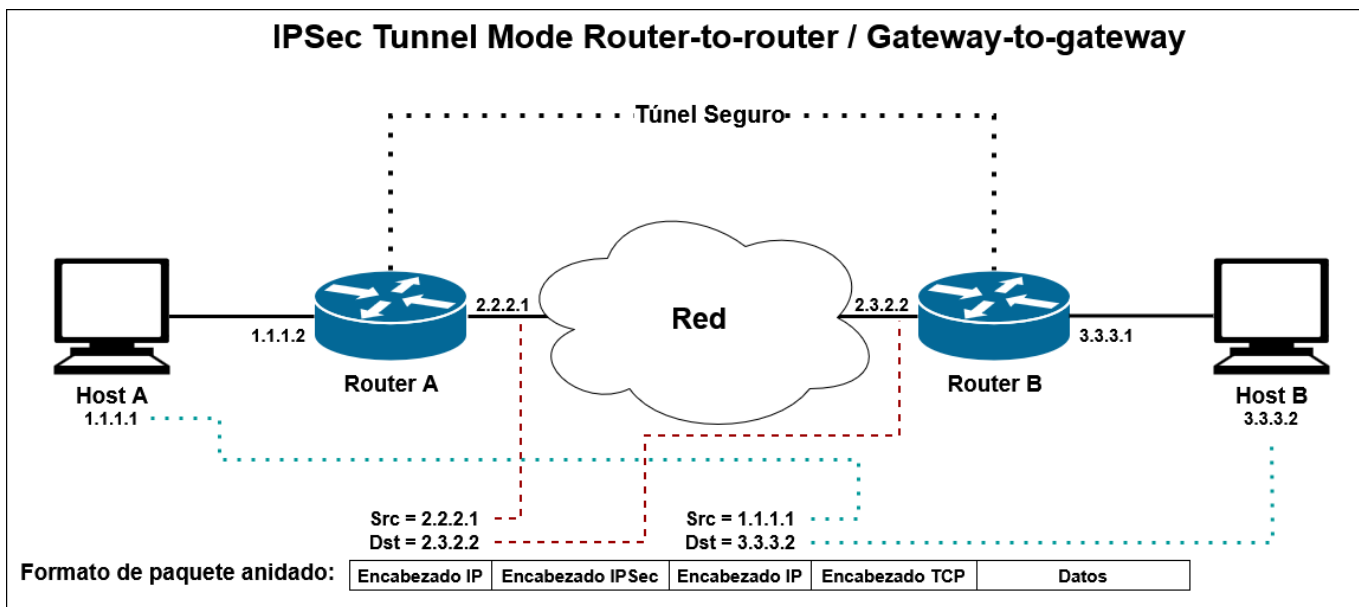 IPSec Tunnel Mode Router-to-router / Gateway-to-gateway
Túnel Seguro
2.2.2.1
2.3.2.2
Red
1.1.1.2
3.3.3.1
Router A
Router B
Host A
1.1.1.1
Host B
3.3.3.2
Src = 2.2.2.1
Dst = 2.3.2.2
Src = 1.1.1.1
Dst = 3.3.3.2
Formato de paquete anidado: Encabezado IP Encabezado IPSec Encabezado IP Encabezado TCP Datos